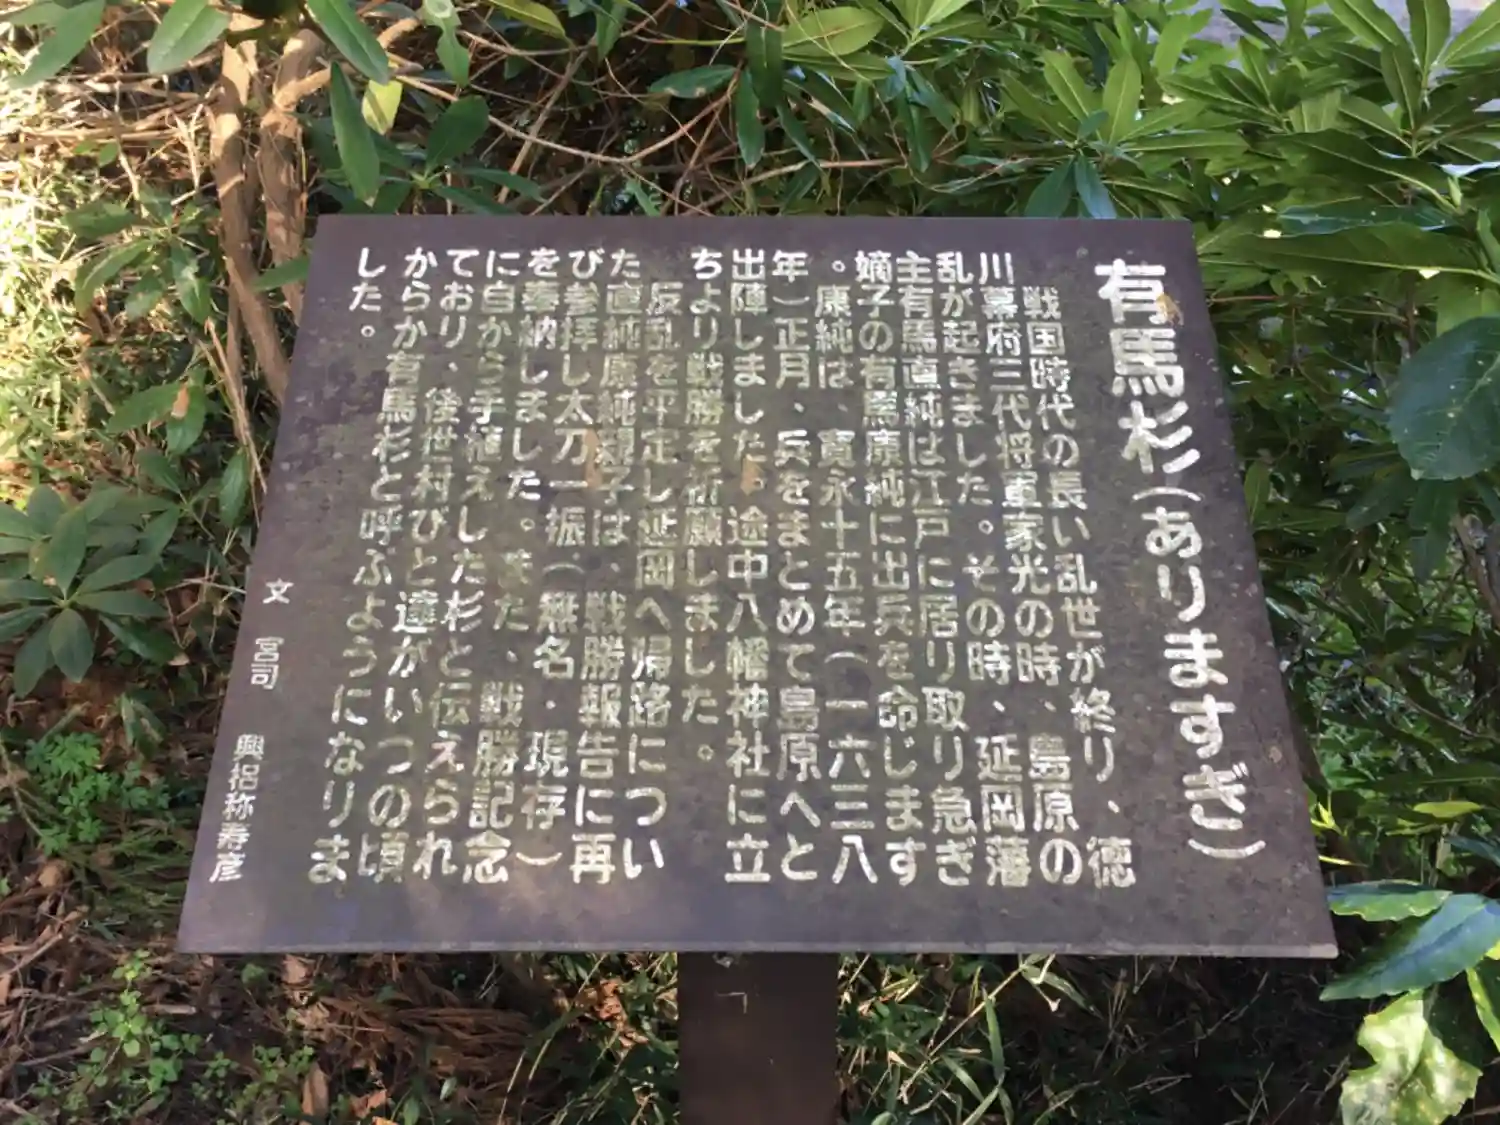 有馬杉(ありますぎ)
戦国時代の長い乱世が終り、徳
川幕府三代将軍家光の時、島原の
乱が起きました。その時、延岡藩
主有馬直純は江戸に居り取り急ぎ
嫡子の有馬康純に出兵を命じます
。康純は、寛永十五年(一六三八
年)正月、兵をまとめて島原へと
出陣しました。途中八幡神社に立
ちより戦勝を祈願しました。
反乱を平定し延岡へ帰路につい
た直純康純親子は、戦勝報告に再
び参拝し太刀一振(無名・現存)
を奉納しました。また、戦勝記念
に自から手植えした杉と伝えられ
ており、後世村びと達がいつの頃
からか有馬杉と呼ぶようになりま
した。
文 宮司 興梠称寿彦